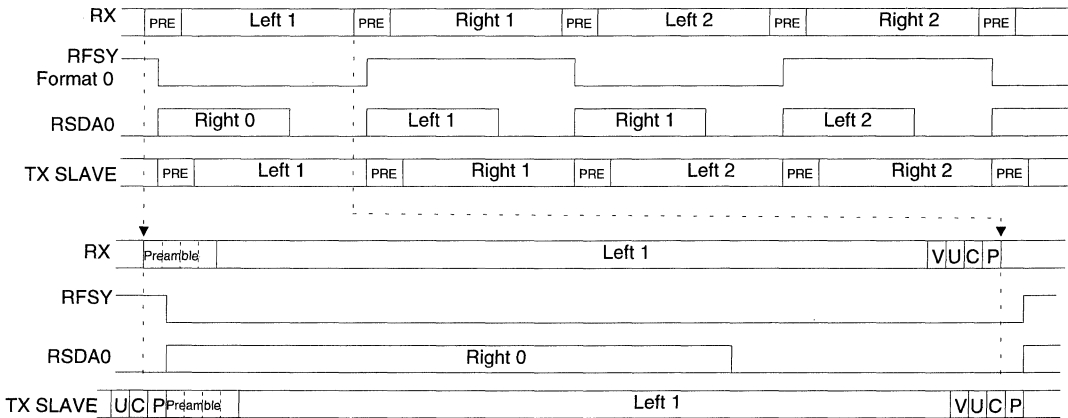 RX PRE Left 1 PRE Right 1 PRE Left 2 PRE Right 2 PRE
RFSY
Format 0
RSDA0 Right 0 Left 1 Right 1 Left 2
TX SLAVE PRE Left 1 PRE Right 1 PRE Left 2 PRE Right 2 PRE
RX Preamble Left 1 V U C P
RFSY
RSDA0 Right 0
TX SLAVE U C P Preamble Left 1 V U C P